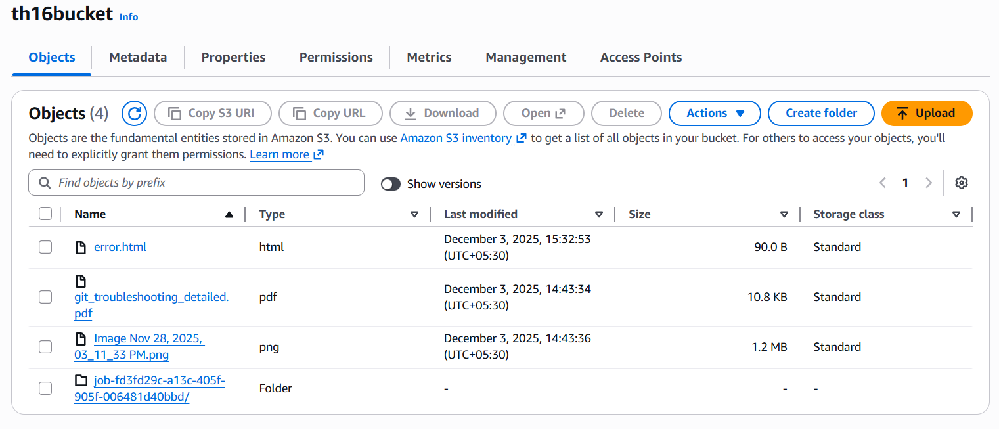 th16bucket Info
Objects Metadata Properties Permissions Metrics Management Access Points
Objects (4) Copy S3 URI Copy URL Download Open Delete Actions Create folder Upload
Objects are the fundamental entities stored in Amazon S3. You can use Amazon S3 inventory to get a list of all objects in your bucket. For others to access your objects, you'll
need to explicitly grant them permissions. Learn more
Find objects by prefix Show versions 1
Name Type Last modified Size Storage class
error.html html December 3, 2025, 15:32:53 (UTC+05:30) 90.0 B Standard
git_troubleshooting_detailed.pdf pdf December 3, 2025, 14:43:34 (UTC+05:30) 10.8 KB Standard
Image Nov 28, 2025, 03_11_33 PM.png png December 3, 2025, 14:43:36 (UTC+05:30) 1.2 MB Standard
job-fd3fd29c-a13c-405f-905f-006481d40bbd/ Folder - - -